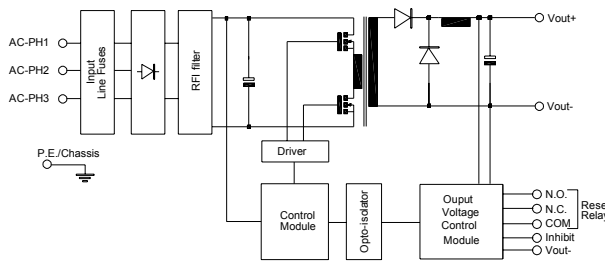 AC-PH1
AC-PH2
AC-PH3
Input
Line Fuses
RFI filter
Vout+
Vout-
P.E./Chassis
Driver
Control
Module
Opto-isolator
Ouput
Voltage
Control
Module
N.O.
N.C.
COM
Inhibit
Vout-
Rese
Relay